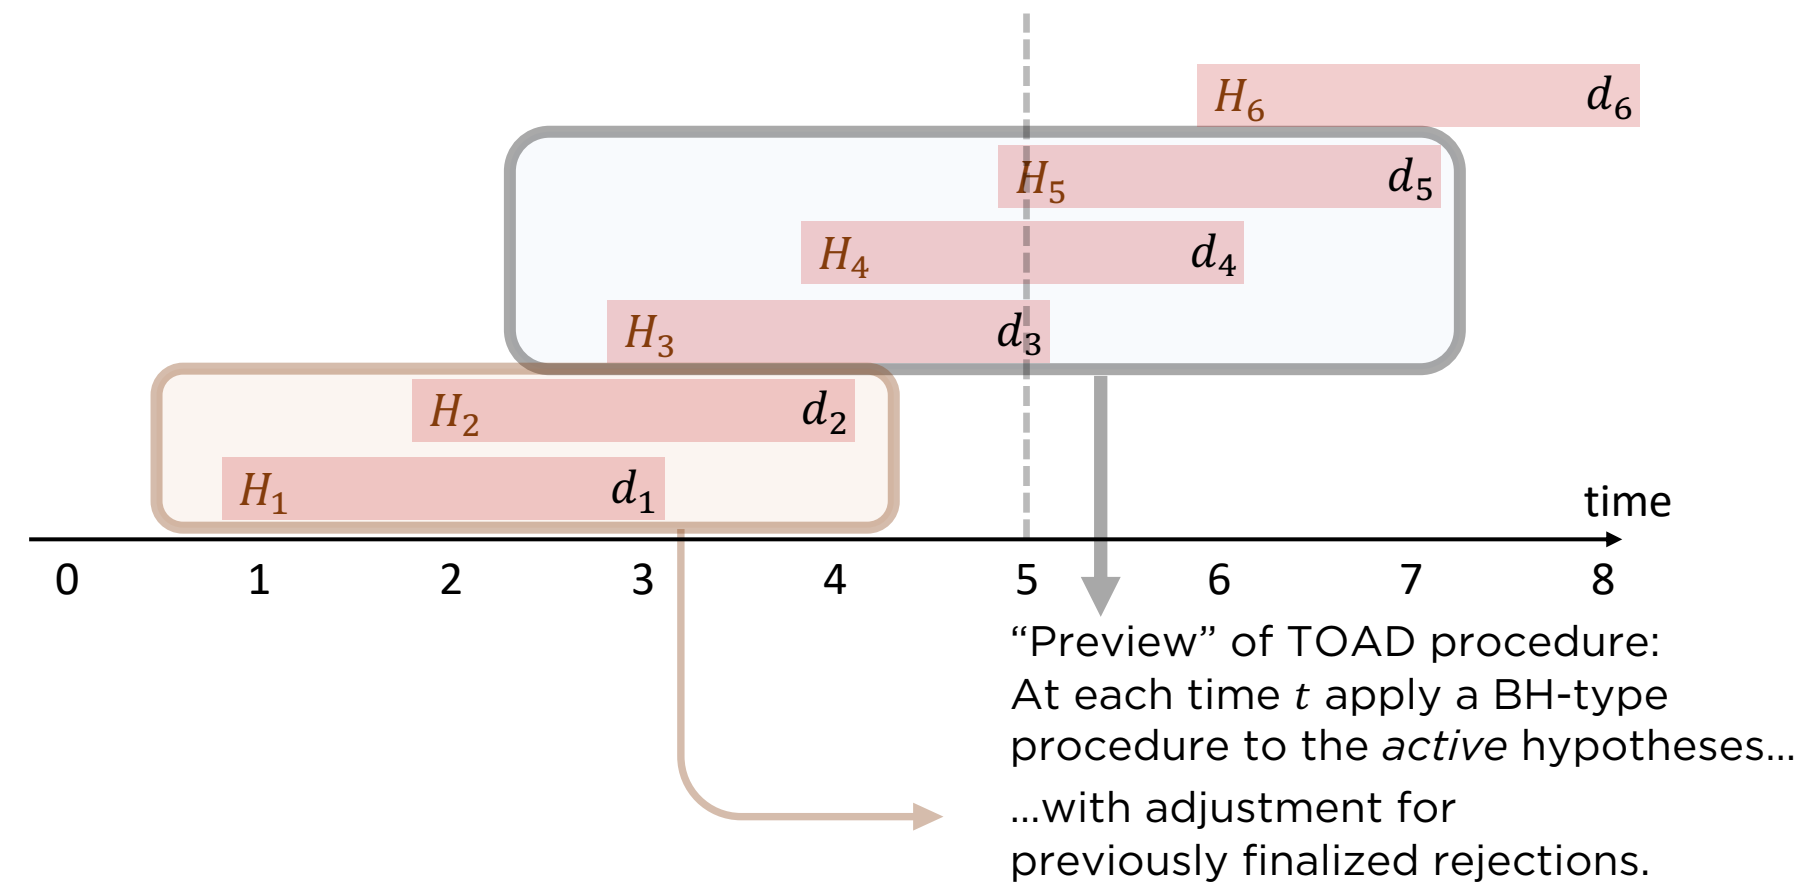 H₆ d₆
H₅ d₅
H₄ d₄
H₃ d₃
H₂ d₂
H₁ d₁
time
0 1 2 3 4 5 6 7 8
“Preview” of TOAD procedure:
At each time t apply a BH-type
procedure to the active hypotheses…
…with adjustment for
previously finalized rejections.